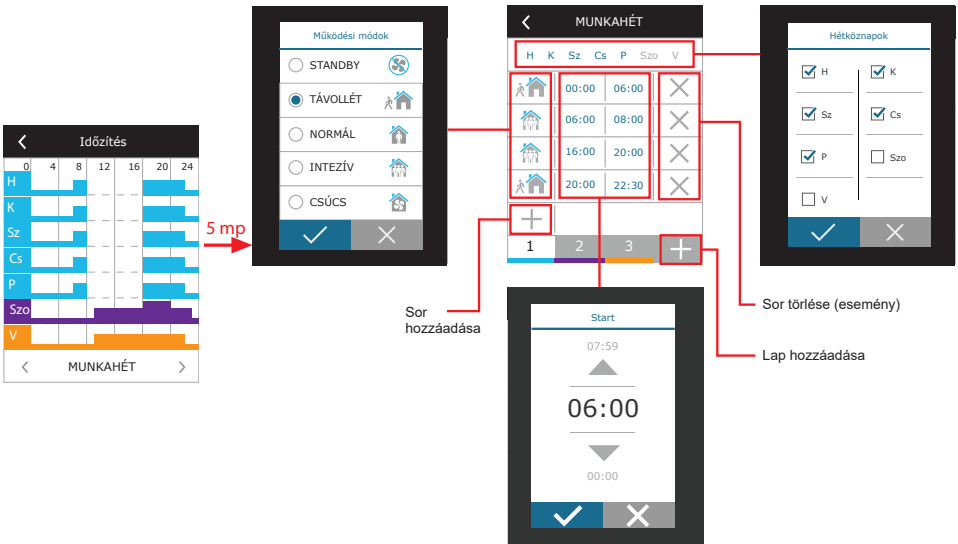 Időzítés
0 4 8 12 16 20 24
H
K
Sz
Cs
P
Szo
V
MUNKAHÉT
5 mp
Működési módok
STANDBY
TÁVOLLÉT
NORMÁL
INTEZÍV
CSÚCS
MUNKAHÉT
H K Sz Cs P Szo V
00:00 06:00
06:00 08:00
16:00 20:00
20:00 22:30
1 2 3
Hétköznapok
H K
Sz Cs
P Szo
V
Sor
hozzáadása
Sor törlése (esemény)
Lap hozzáadása
Start
07:59
06:00
00:00